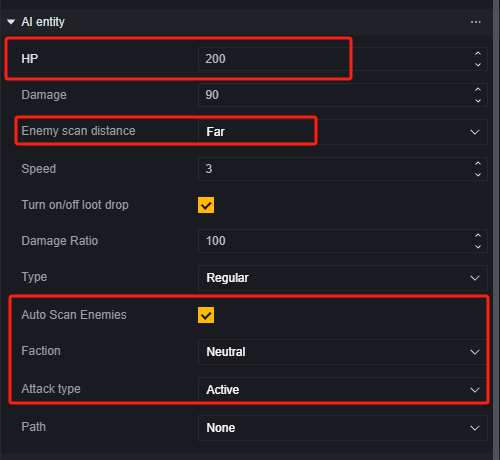 AI entity ...
HP 200
Damage 90
Enemy scan distance Far
Speed 3
Turn on/off loot drop
Damage Ratio 100
Type Regular
Auto Scan Enemies
Faction Neutral
Attack type Active
Path None